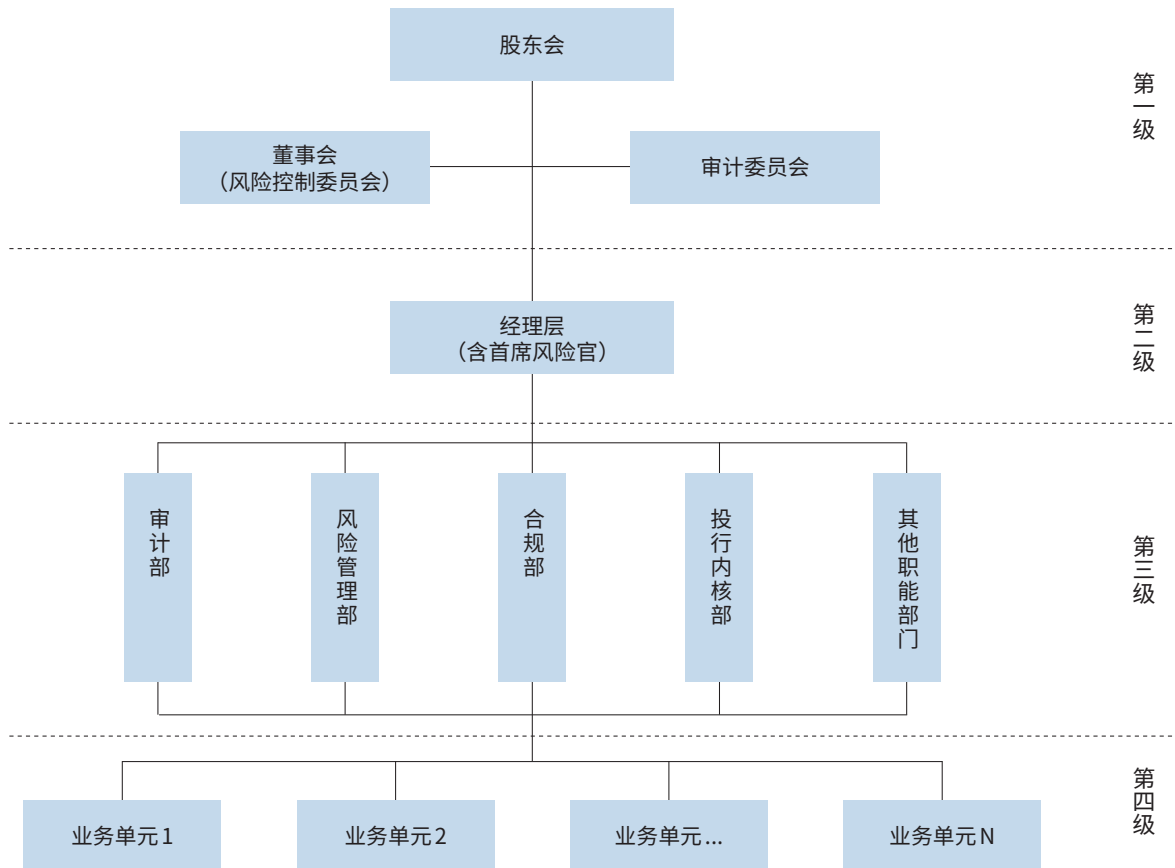 股东会
第一级
董事会
（风险控制委员会）
审计委员会
经理层
（含首席风险官）
第二级
审计部
风险管理部
合规部
投行内核部
其他职能部门
第三级
业务单元1
业务单元2
业务单元...
业务单元N
第四级